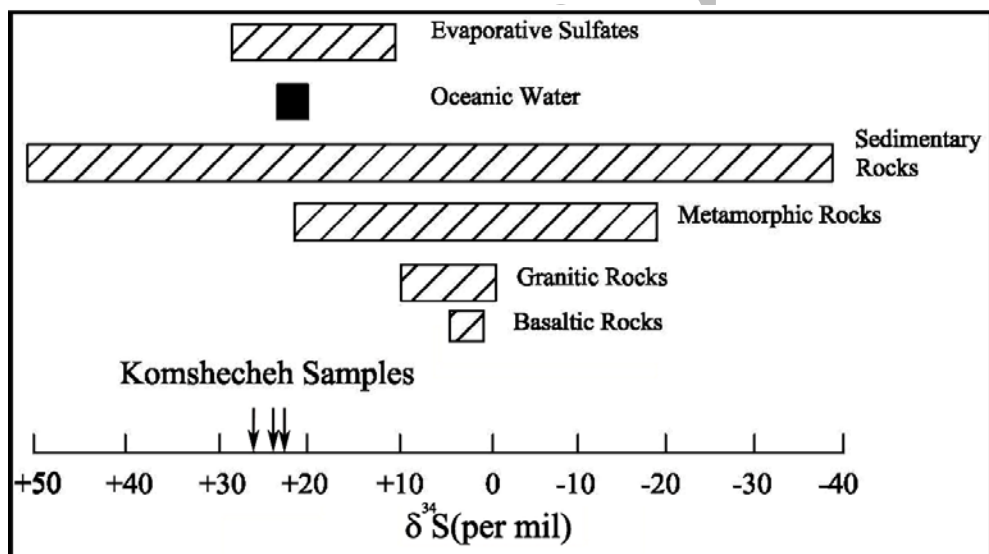 Evaporative Sulfates
Oceanic Water
Sedimentary
Rocks
Metamorphic Rocks
Granitic Rocks
Basaltic Rocks
Komshecheh Samples
+50 +40 +30 +20 +10 0 -10 -20 -30 -40
δ³⁴S(per mil)